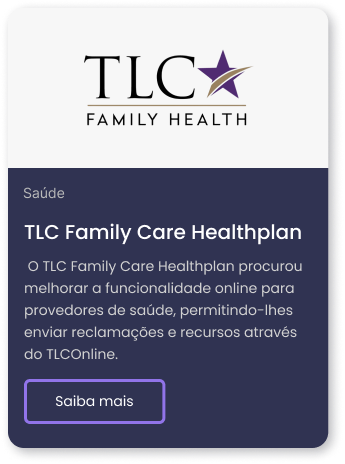 TLC
FAMILY HEALTH
Saúde
TLC Family Care Healthplan
O TLC Family Care Healthplan procurou
melhorar a funcionalidade online para
provedores de saúde, permitindo-lhes
enviar reclamações e recursos através
do TLCOnline.
Saiba mais